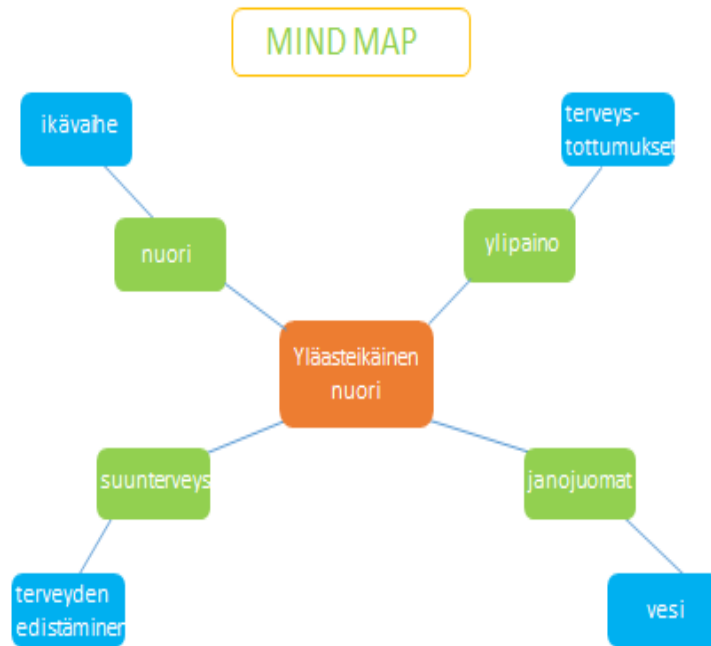 MIND MAP
ikävaihe
terveys-
tottumukset
nuori
ylipaino
Yläasteikäinen
nuori
suunterveys
janojuomat
terveyden
edistäminen
vesi